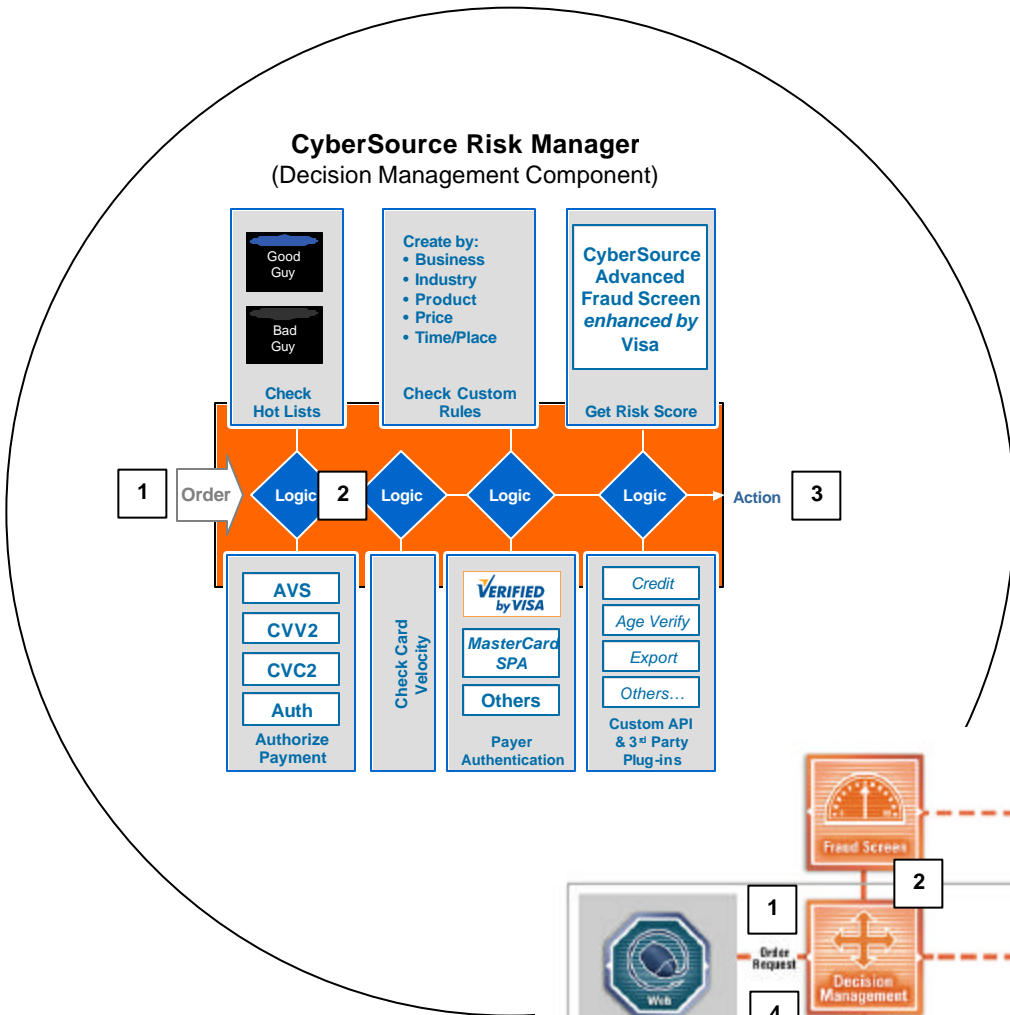 CyberSource Risk Manager
(Decision Management Component)
Good
Guy
Bad
Guy
Check
Hot Lists
Create by:
• Business
• Industry
• Product
• Price
• Time/Place
Check Custom
Rules
CyberSource
Advanced
Fraud Screen
enhanced by
Visa
Get Risk Score
1
Order
Logic
2
Logic
Logic
Logic
Action
3
AVS
CVV2
CVC2
Auth
Authorize
Payment
Check Card
Velocity
VERIFIED
by VISA
MasterCard
SPA
Others
Payer
Authentication
Credit
Age Verify
Export
Others…
Custom API
& 3rd Party
Plug-ins
Fraud Screen
2
1
Order
Request
Web
Decision
Management
4